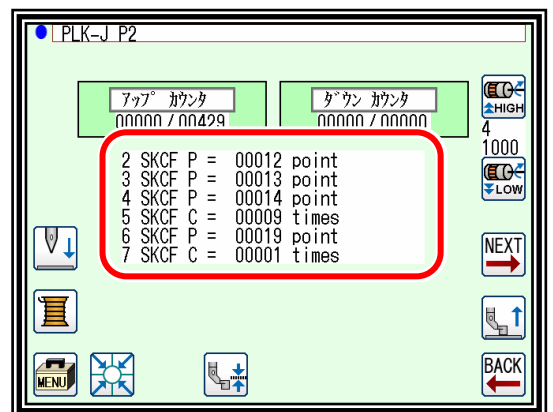 PLK-J P2
アップ カウンタ
00000 / 00429
ダウン カウンタ
00000 / 00000
HIGH
4
1000
LOW
2 SKCF P = 00012 point
3 SKCF P = 00013 point
4 SKCF P = 00014 point
5 SKCF C = 00009 times
6 SKCF P = 00019 point
7 SKCF C = 00001 times
NEXT
MENU
BACK